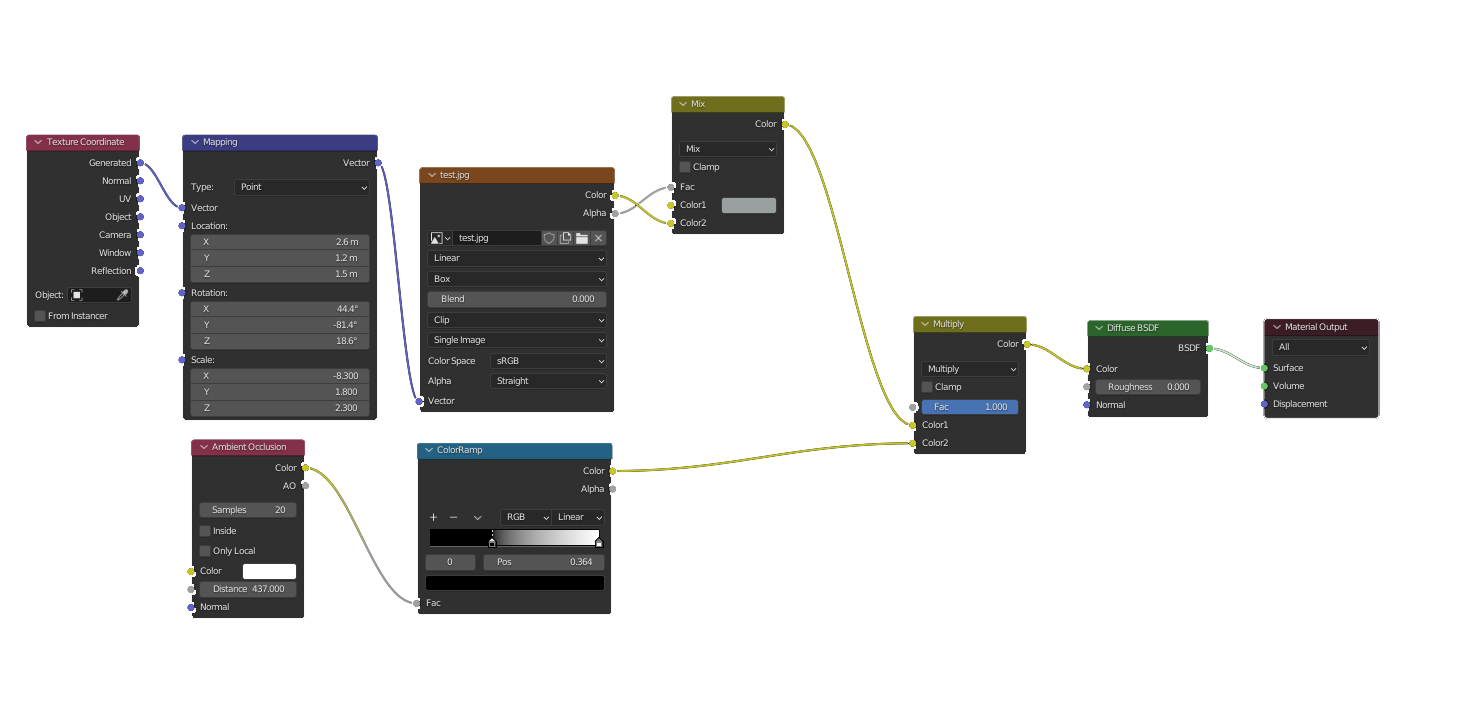 Texture Coordinate
Generated
Normal
UV
Object
Camera
Window
Reflection
Object:
From Instancer
Mapping
Vector
Type: Point
Vector
Location:
X 2.6 m
Y 1.2 m
Z 1.5 m
Rotation:
X 44.4°
Y -81.4°
Z 18.6°
Scale:
X -8.300
Y 1.800
Z 2.300
Ambient Occlusion
Color
AO
Samples 20
Inside
Only Local
Color
Distance 437.000
Normal
test.jpg
Color
Alpha
test.jpg
Linear
Box
Blend 0.000
Clip
Single Image
Color Space sRGB
Alpha Straight
Vector
ColorRamp
Color
Alpha
RGB Linear
0 Pos 0.364
Fac
Mix
Color
Mix
Clamp
Fac
Color1
Color2
Multiply
Color
Multiply
Clamp
Fac 1.000
Color1
Color2
Diffuse BSDF
BSDF
Color
Roughness 0.000
Normal
Material Output
All
Surface
Volume
Displacement